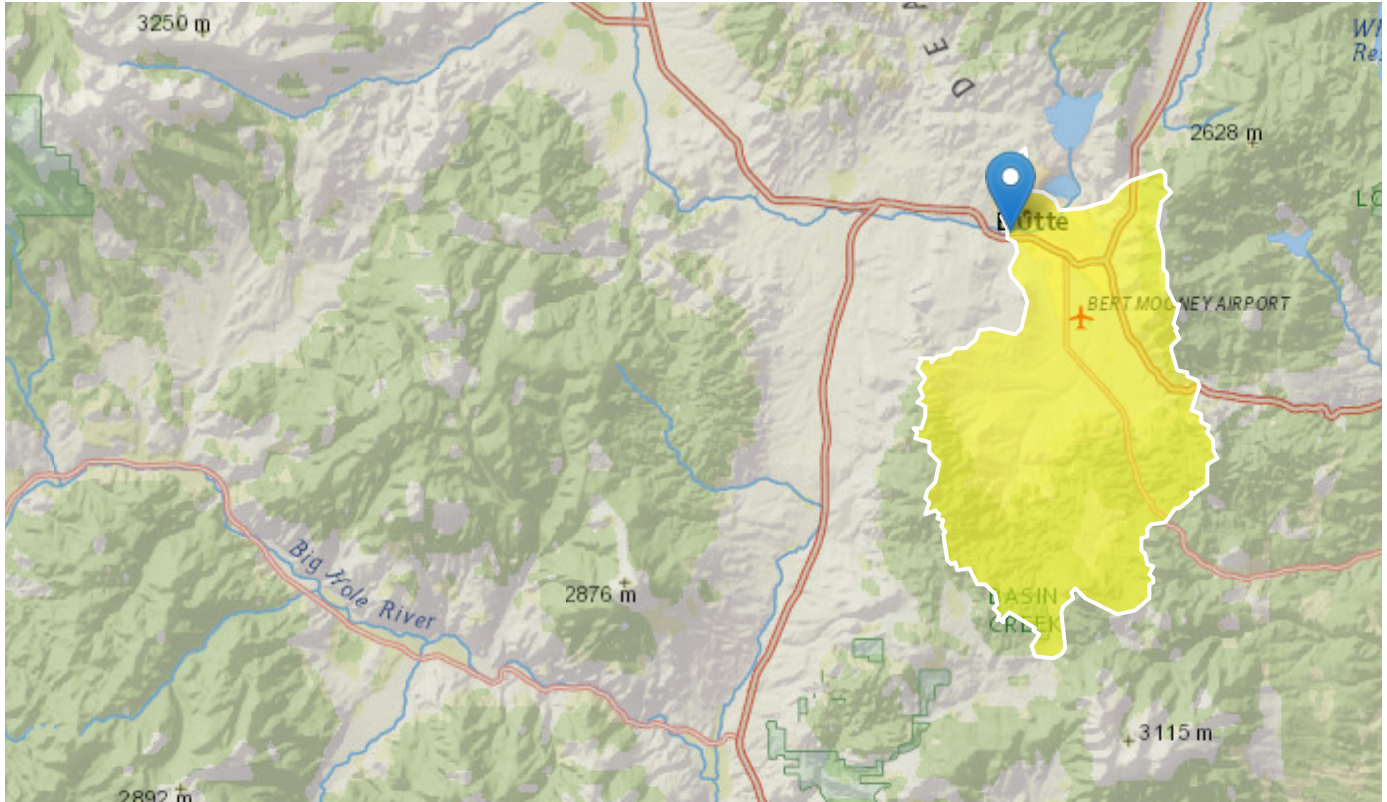 3250 m
E
D
2628 m
Butte
BERT MOONEY AIRPORT
Big Hole River
2876 m
BASIN
CREEK
3115 m
2892 m